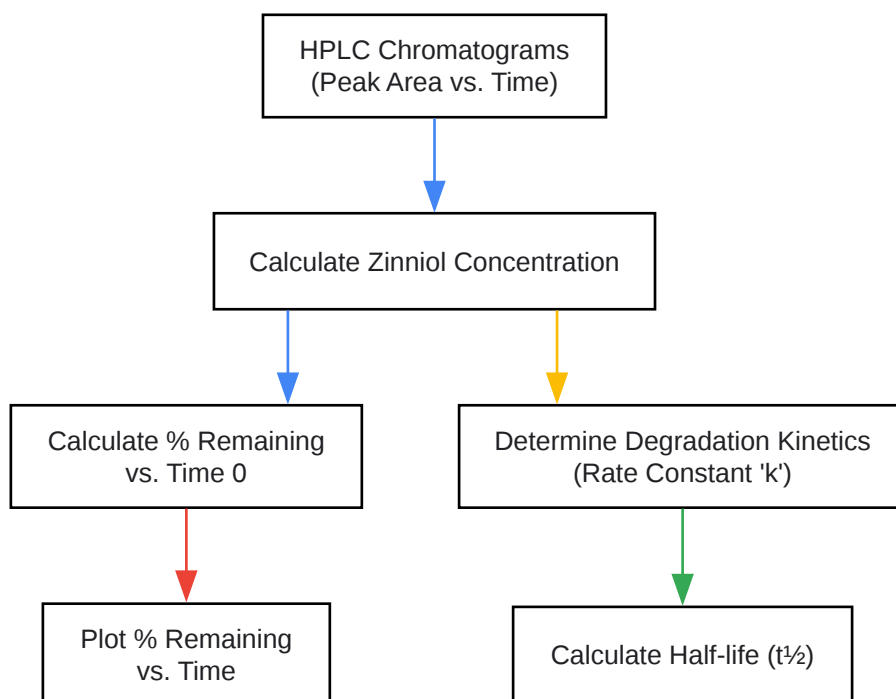 HPLC Chromatograms
(Peak Area vs. Time)
Calculate Zinniol Concentration
Calculate % Remaining
vs. Time 0
Determine Degradation Kinetics
(Rate Constant 'k')
Plot % Remaining
vs. Time
Calculate Half-life (t½)